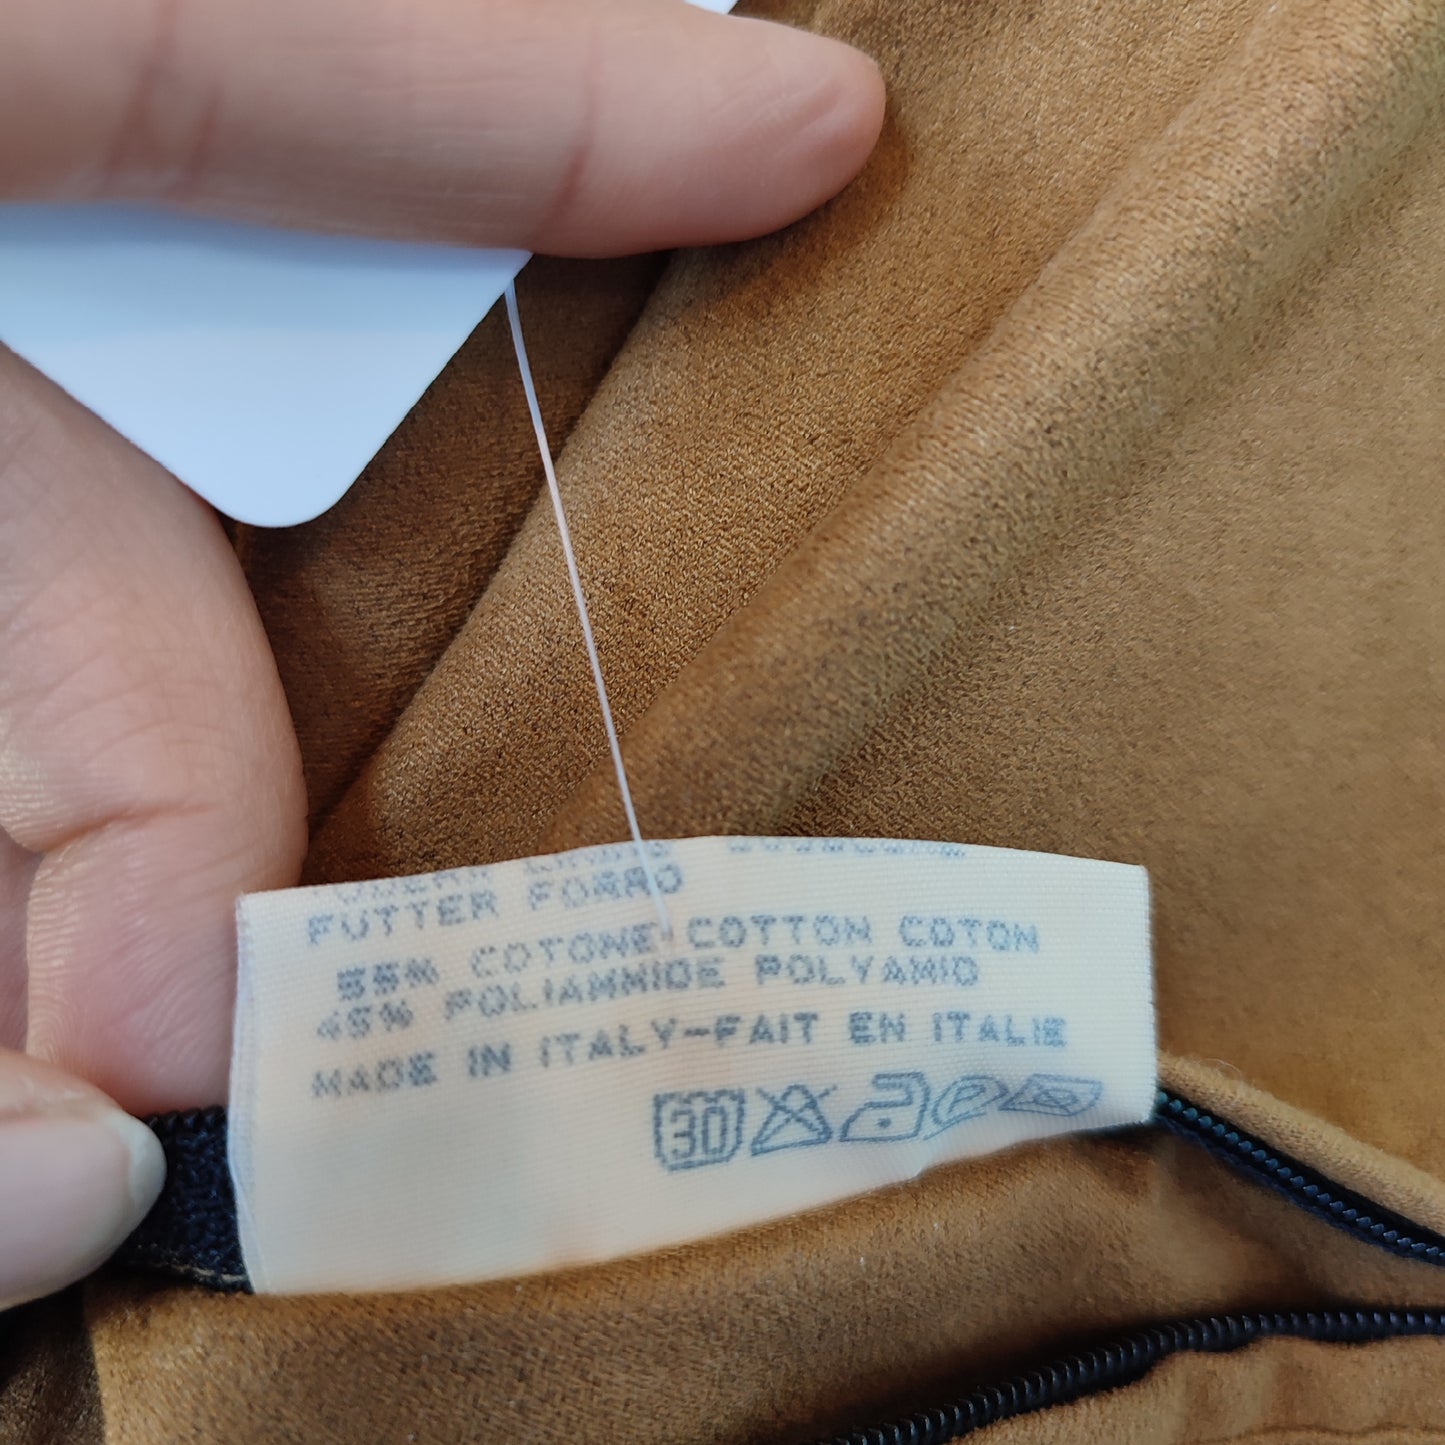 FUTTER FORRO
55% COTONE COTTON COTON
45% POLIAMMIDE POLYAMID
MADE IN ITALY-FAIT EN ITALIE
30